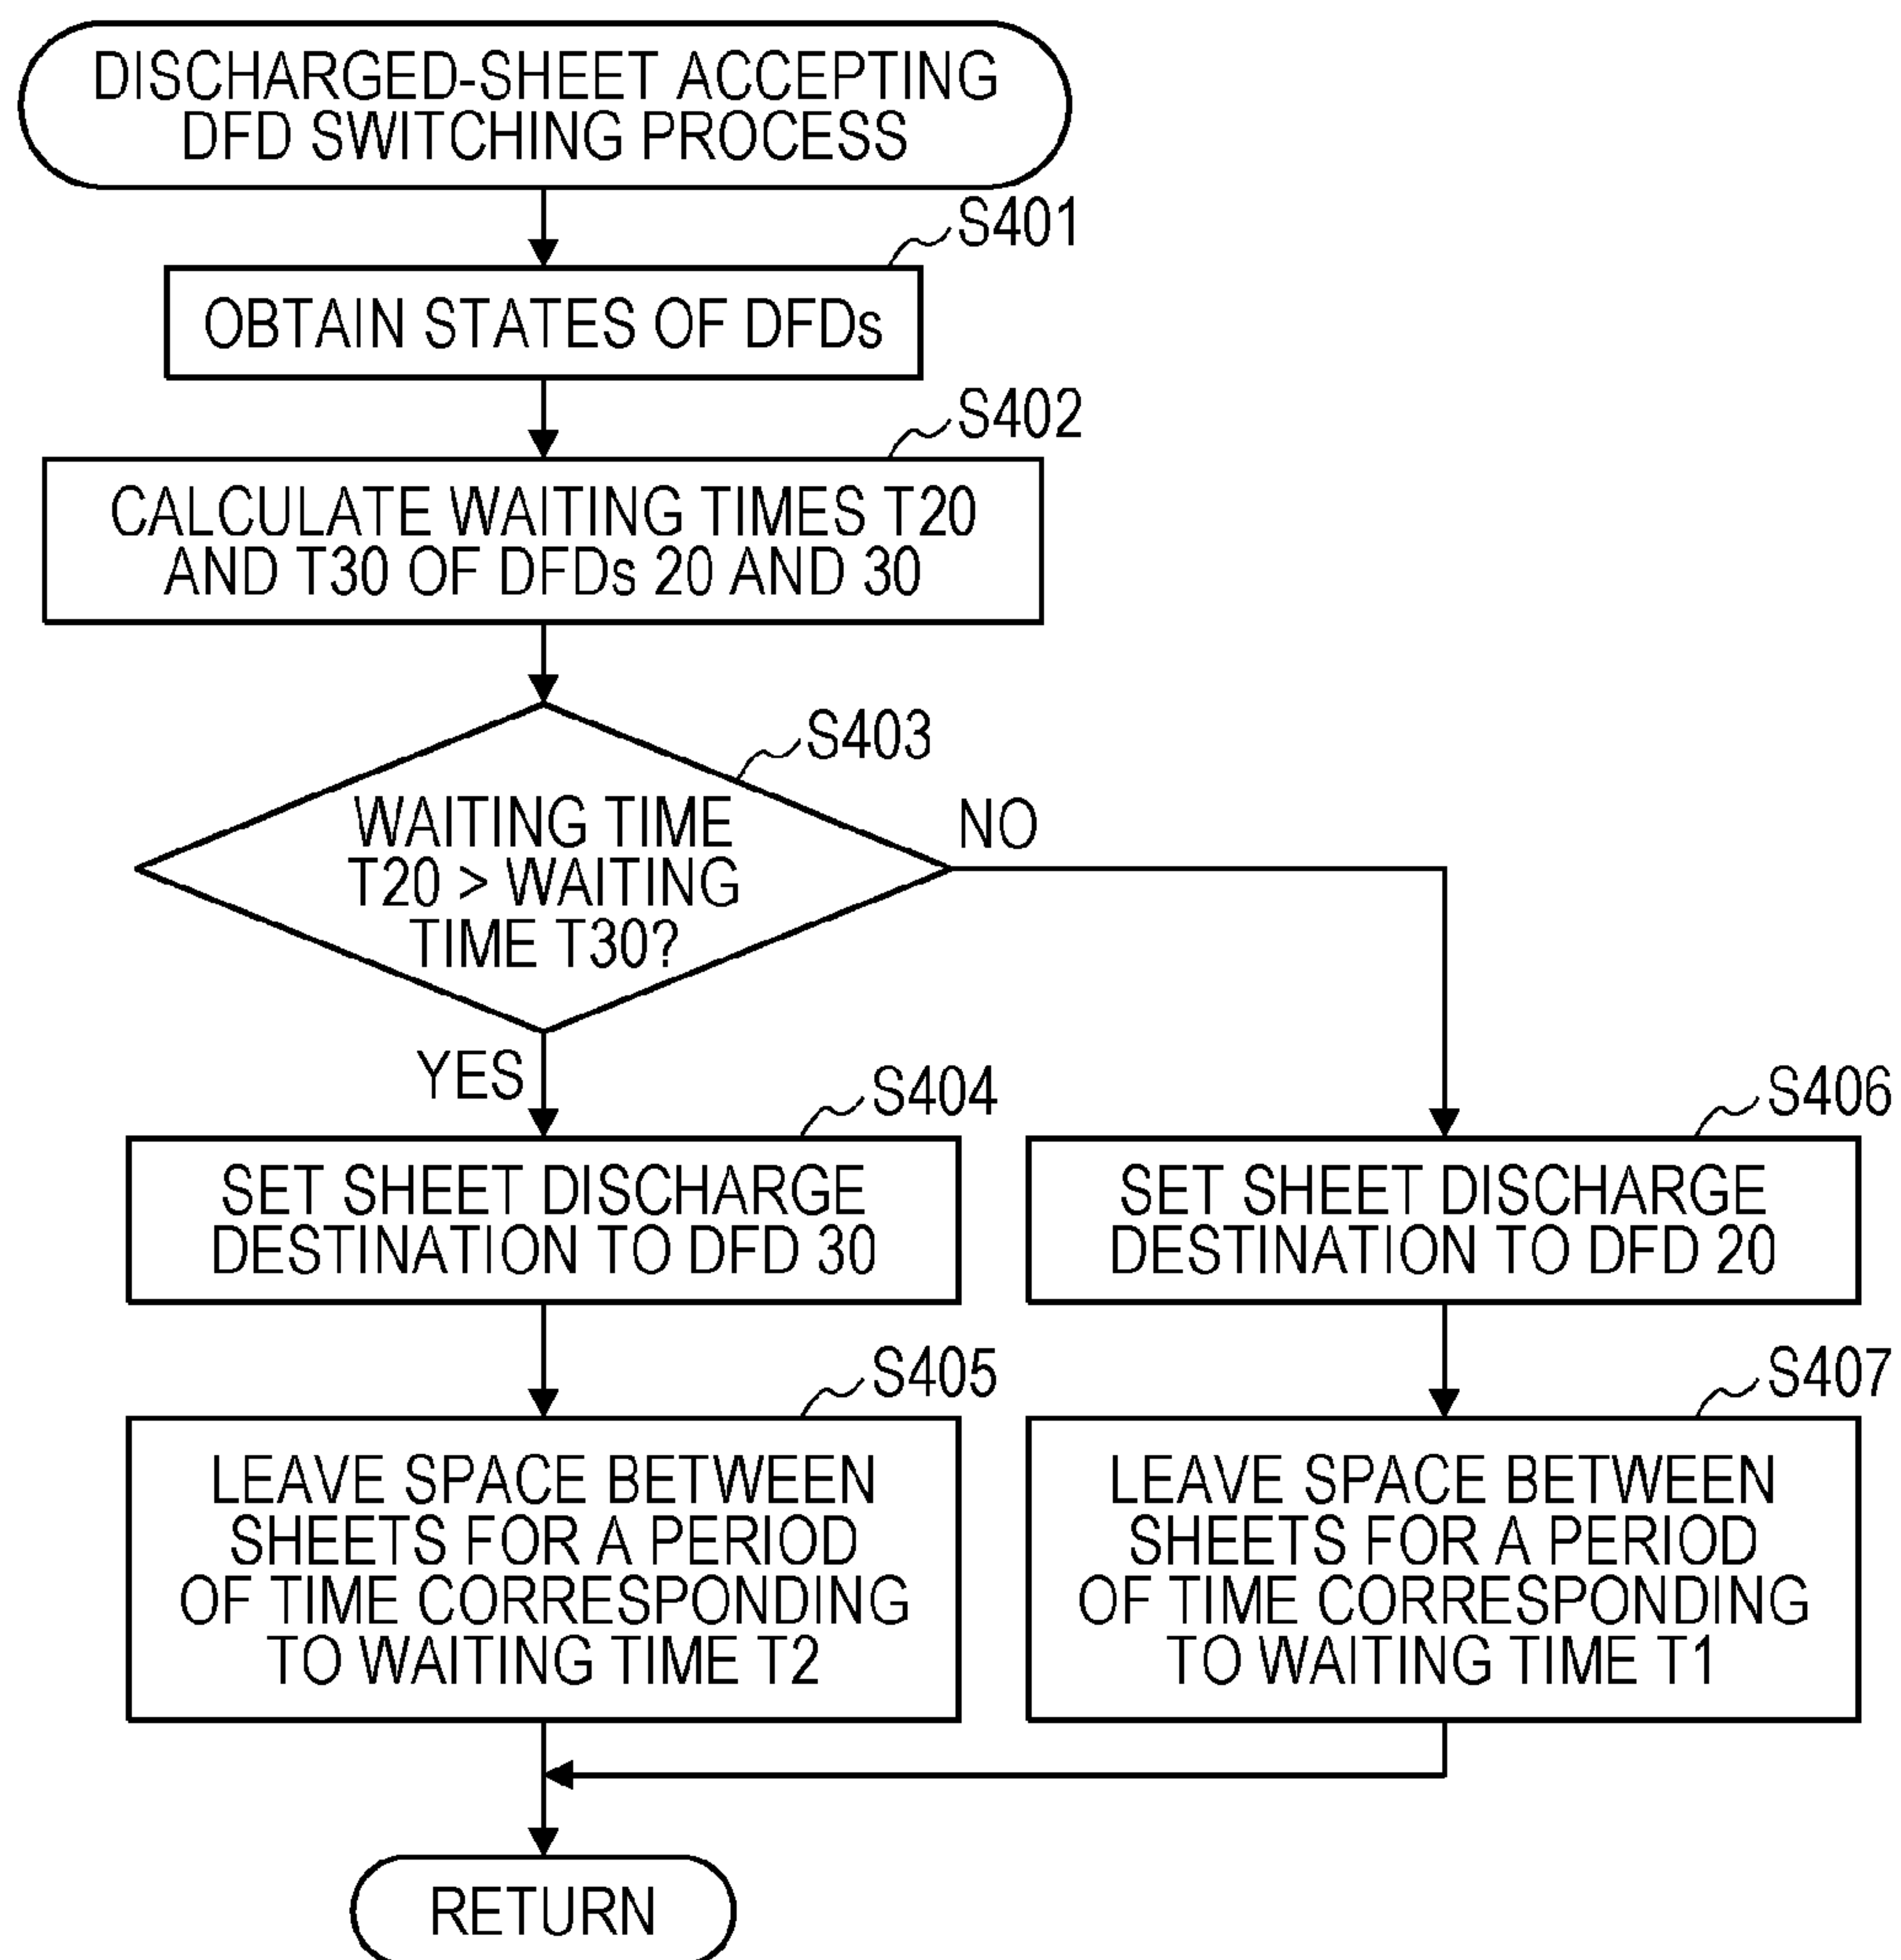 DISCHARGED-SHEET ACCEPTING
DFD SWITCHING PROCESS
S401
OBTAIN STATES OF DFDs
S402
CALCULATE WAITING TIMES T20
AND T30 OF DFDs 20 AND 30
S403
WAITING TIME
T20 > WAITING
TIME T30?
NO
YES
S404
SET SHEET DISCHARGE
DESTINATION TO DFD 30
S406
SET SHEET DISCHARGE
DESTINATION TO DFD 20
S405
LEAVE SPACE BETWEEN
SHEETS FOR A PERIOD
OF TIME CORRESPONDING
TO WAITING TIME T2
S407
LEAVE SPACE BETWEEN
SHEETS FOR A PERIOD
OF TIME CORRESPONDING
TO WAITING TIME T1
RETURN